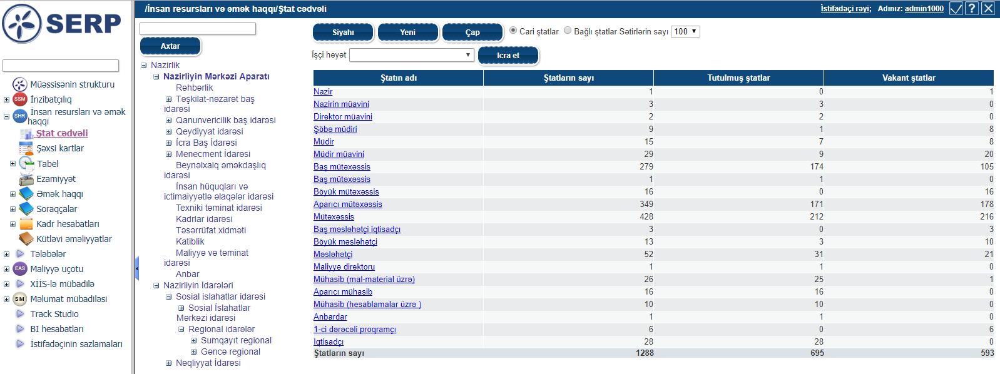 SERP
Müəssisənin strukturu
SSM İnzibatçılıq
SHR İnsan resursları və əmək
haqqı
Ştat cədvəli
Şəxsi kartlar
Tabel
Ezamiyyət
Əmək haqqı
Soraqçalar
Kadr hesabatları
Kütləvi əməliyyatlar
Tələbələr
EAS Maliyyə uçotu
XİİS-lə mübadilə
SIM Məlumat mübadiləsi
Track Studio
BI hesabatları
İstifadəçinin sazlamaları
/İnsan resursları və əmək haqqı/Ştat cədvəli
İstifadəçi rəyi; Adınız: admin1000
Axtar
Nazirlik
Nazirliyin Mərkəzi Aparatı
Rəhbərlik
Təşkilat-nəzarət baş
idarəsi
Qanunvericilik baş idarəsi
Qeydiyyat idarəsi
İcra Baş İdarəsi
Menecment İdarəsi
Beynəlxalq əməkdaşlıq
idarəsi
İnsan hüquqları və
ictimaiyyətlə əlaqələr idarəsi
Texniki təminat idarəsi
Kadrlar idarəsi
Təsərrüfat xidməti
Katiblik
Maliyyə və təminat
idarəsi
Anbar
Nazirliyin İdarələri
Sosial islahatlar idarəsi
Sosial İslahatlar
Mərkəzi idarəsi
Regional idarələr
Sumqayıt regional
Gəncə regional
Nəqliyyat İdarəsi
Siyahı Yeni Çap Cari ştatlar Bağlı ştatlar Sətirlərin sayı 100
İşçi heyət Icra et
Ştatın adı Ştatların sayı Tutulmuş ştatlar Vakant ştatlar
Nazir 1 0 1
Nazirin müavini 3 3 0
Direktor müavini 2 2 0
Şöbə müdiri 9 1 8
Müdir 15 7 8
Müdir müavini 29 9 20
Baş mütəxəssis 279 174 105
Baş mütəxəssis 1 1 0
Böyük mütəxəssis 16 0 16
Aparıcı mütəxəssis 349 171 178
Mütəxəssis 428 212 216
Baş məsləhətçi iqtisadçı 3 0 3
Böyük məsləhətçi 13 3 10
Məsləhətçi 52 31 21
Maliyyə direktoru 1 1 0
Mühasib (mal-material üzrə) 26 25 1
Aparıcı mühasib 16 16 0
Mühasib (hesablamalar üzrə ) 10 10 0
Anbardar 1 1 0
1-ci dərəcəli proqramçı 6 0 6
Iqtisadçı 28 28 0
Ştatların sayı 1288 695 593